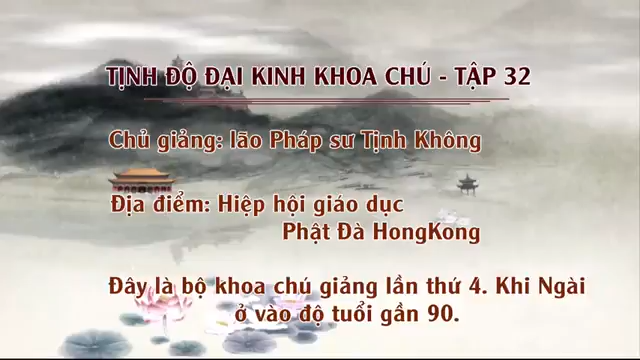 TỊNH ĐỘ ĐẠI KINH KHOA CHÚ - TẬP 32
Chủ giảng: lão Pháp sư Tịnh Không
Địa điểm: Hiệp hội giáo dục
Phật Đà HongKong
Đây là bộ khoa chú giảng lần thứ 4. Khi Ngài
ở vào độ tuổi gần 90.